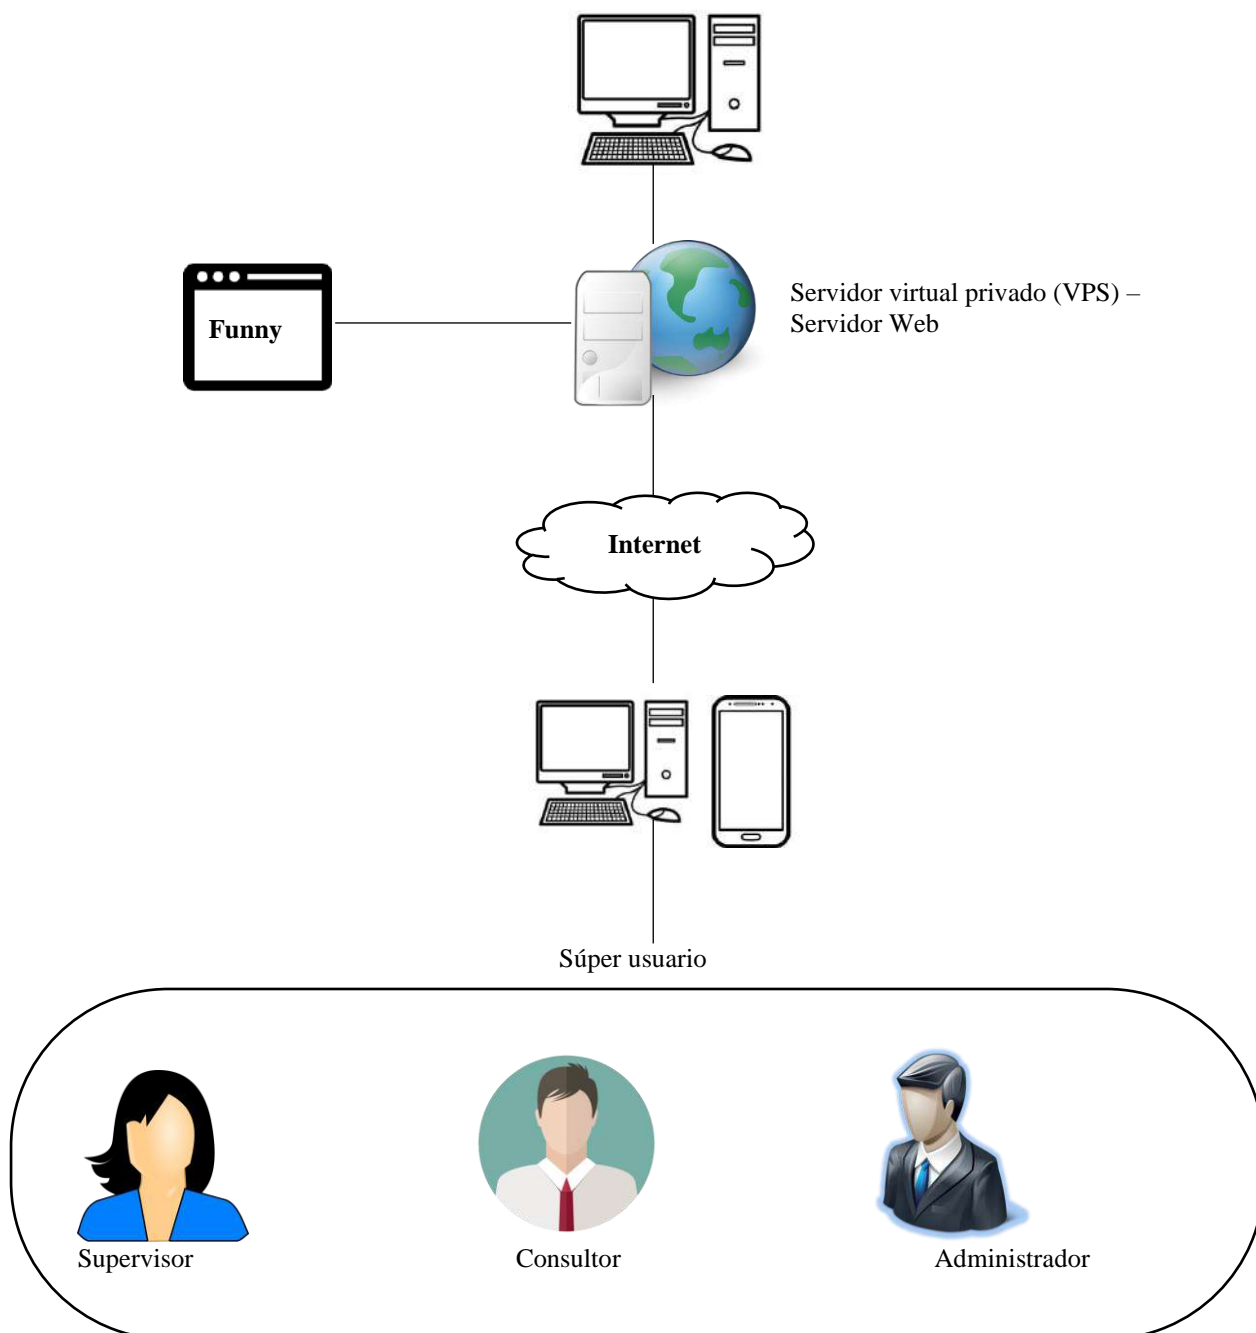 Servidor virtual privado (VPS) –
Servidor Web
Funny
Internet
Súper usuario
Supervisor
Consultor
Administrador